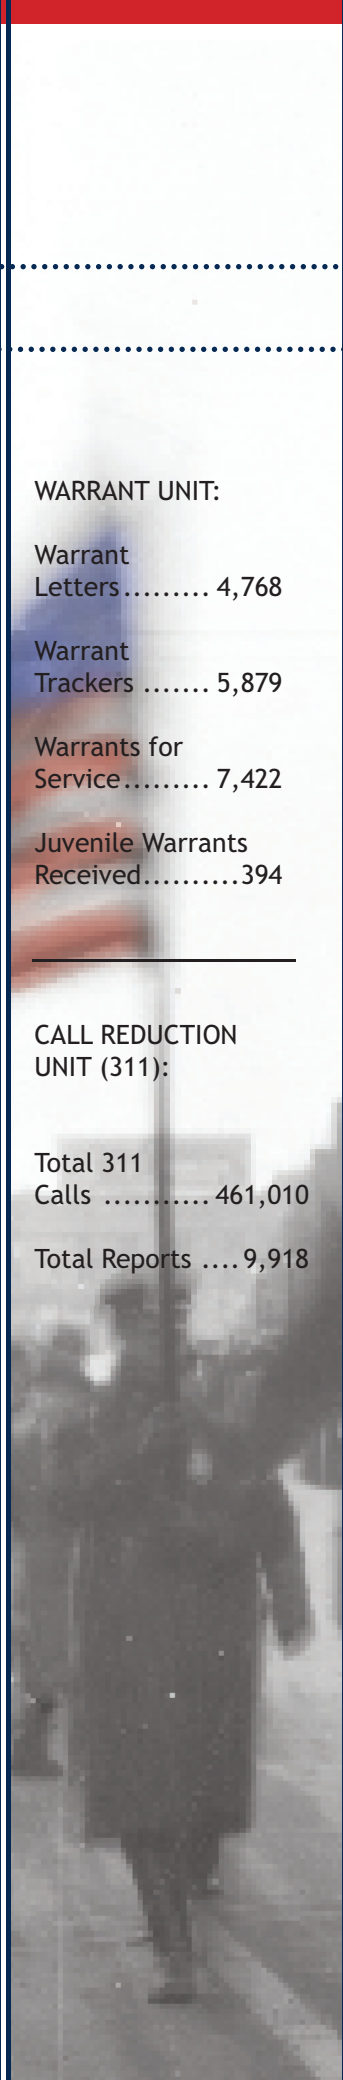 WARRANT UNIT:
Warrant
Letters......... 4,768
Warrant
Trackers ....... 5,879
Warrants for
Service......... 7,422
Juvenile Warrants
Received..........394
CALL REDUCTION
UNIT (311):
Total 311
Calls ........... 461,010
Total Reports ....9,918